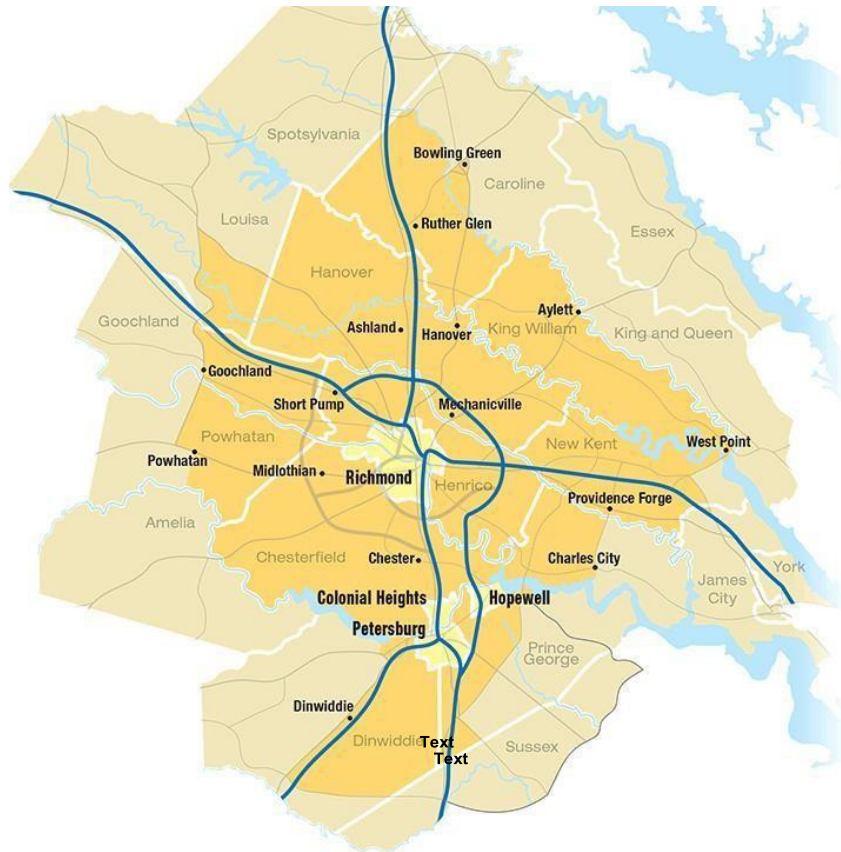 Spotsylvania
Bowling Green
Caroline
Louisa
Ruther Glen
Essex
Hanover
Aylett
Goochland
Ashland
Hanover
King William
King and Queen
Goochland
Short Pump
Mechanicville
Powhatan
New Kent
West Point
Powhatan
Midlothian
Richmond
Henrico
Providence Forge
Amelia
Chesterfield
Chester
Charles City
York
James
City
Colonial Heights
Hopewell
Petersburg
Prince
George
Dinwiddie
Dinwiddie
Text
Sussex
Text